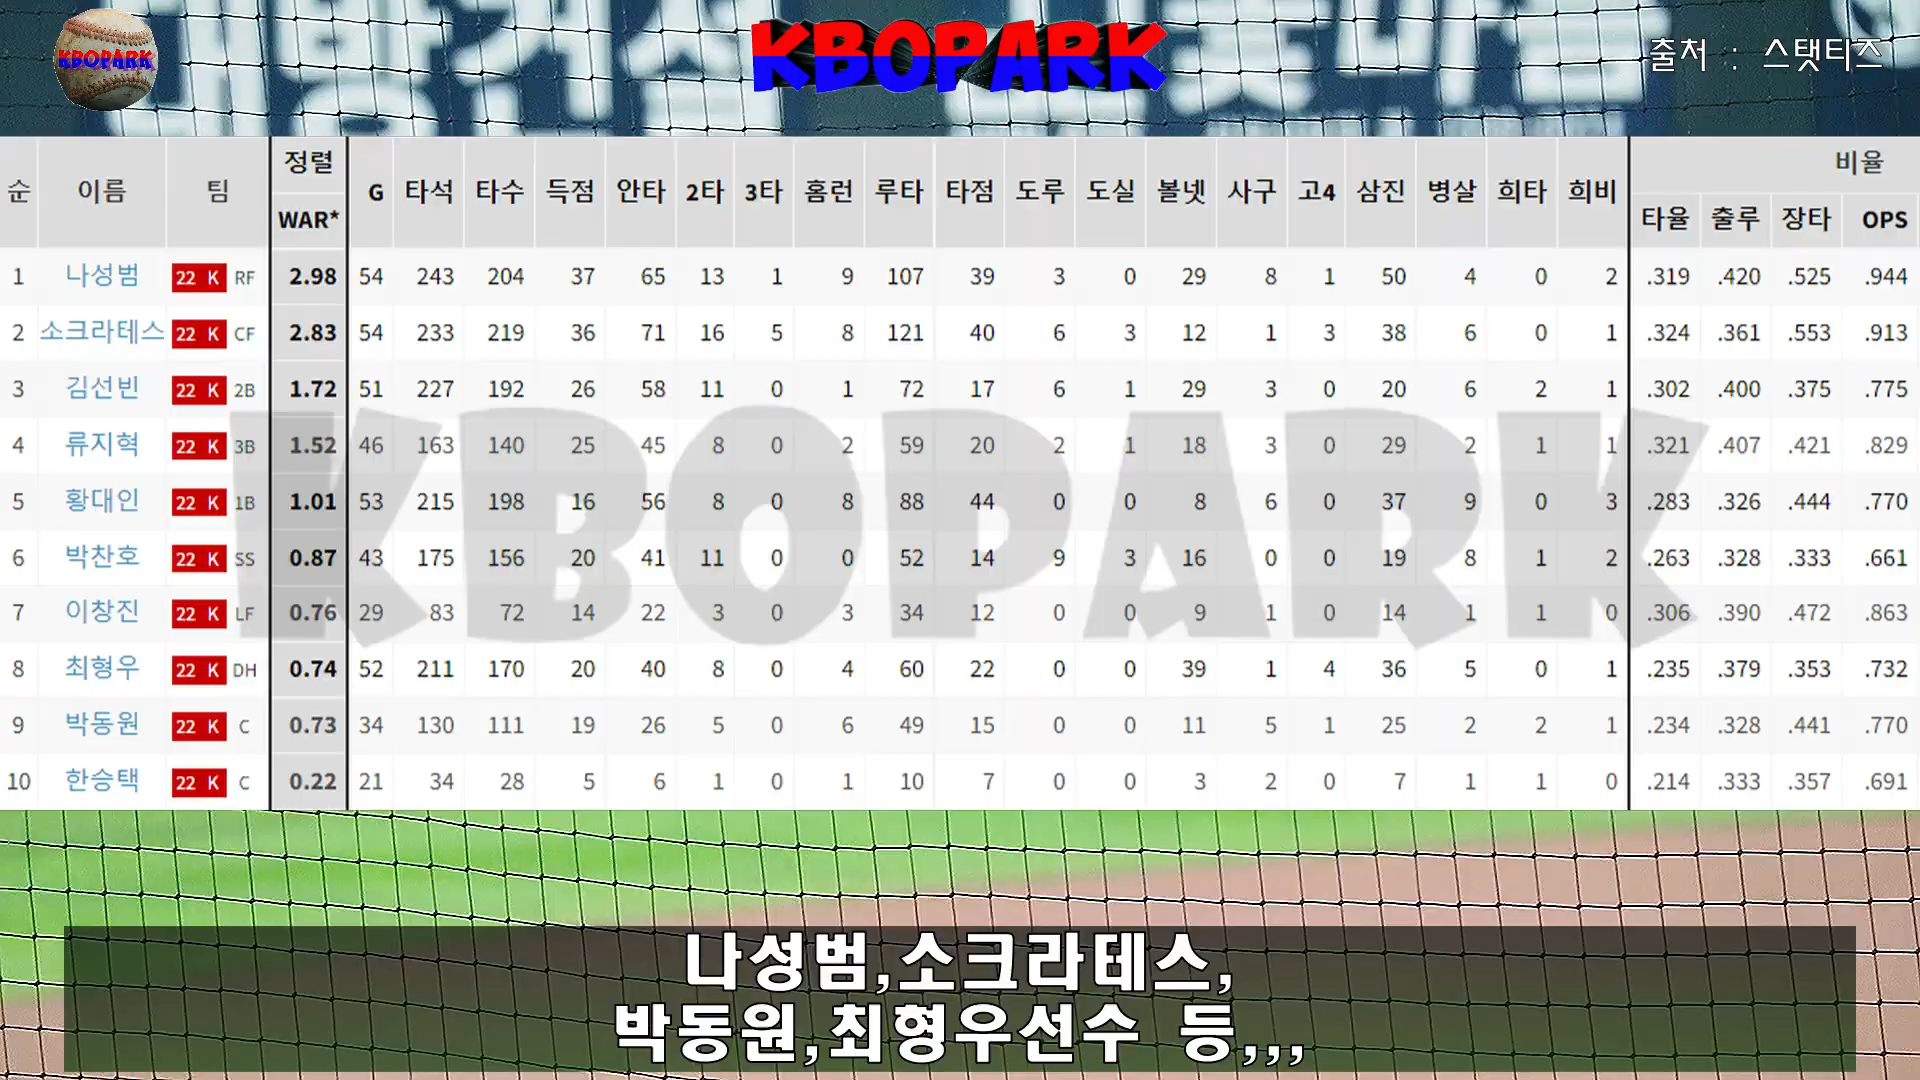 KBOPARK
KBOPARK
출처 : 스탯티즈
순 이름 팀 정렬 WAR* G 타석 타수 득점 안타 2타 3타 홈런 루타 타점 도루 도실 볼넷 사구 고4 삼진 병살 희타 희비 비율 타율 출루 장타 OPS
1 나성범 22 K RF 2.98 54 243 204 37 65 13 1 9 107 39 3 0 29 8 1 50 4 0 2 .319 .420 .525 .944
2 소크라테스 22 K CF 2.83 54 233 219 36 71 16 5 8 121 40 6 3 12 1 3 38 6 0 1 .324 .361 .553 .913
3 김선빈 22 K 2B 1.72 51 227 192 26 58 11 0 1 72 17 6 1 29 3 0 20 6 2 1 .302 .400 .375 .775
4 류지혁 22 K 3B 1.52 46 163 140 25 45 8 0 2 59 20 2 1 18 3 0 29 2 1 1 .321 .407 .421 .829
5 황대인 22 K 1B 1.01 53 215 198 16 56 8 0 8 88 44 0 0 8 6 0 37 9 0 3 .283 .326 .444 .770
6 박찬호 22 K SS 0.87 43 175 156 20 41 11 0 0 52 14 9 3 16 0 0 19 8 1 2 .263 .328 .333 .661
7 이창진 22 K LF 0.76 29 83 72 14 22 3 0 3 34 12 0 0 9 1 0 14 1 1 0 .306 .390 .472 .863
8 최형우 22 K DH 0.74 52 211 170 20 40 8 0 4 60 22 0 0 39 1 4 36 5 0 1 .235 .379 .353 .732
9 박동원 22 K C 0.73 34 130 111 19 26 5 0 6 49 15 0 0 11 5 1 25 2 2 1 .234 .328 .441 .770
10 한승택 22 K C 0.22 21 34 28 5 6 1 0 1 10 7 0 0 3 2 0 7 1 1 0 .214 .333 .357 .691
KBOPARK
나성범,소크라테스,
박동원,최형우선수 등,,,